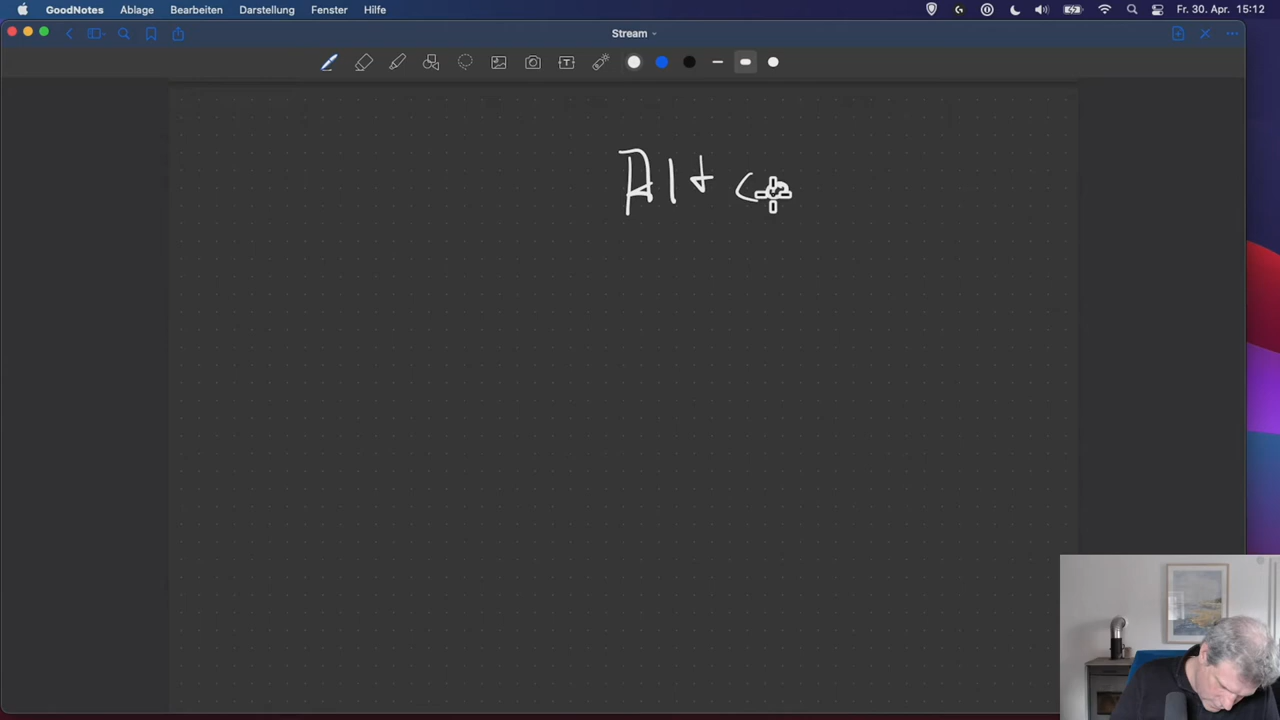 GoodNotes Ablage Bearbeiten Darstellung Fenster Hilfe Fr. 30. Apr. 15:12
Stream
Alt